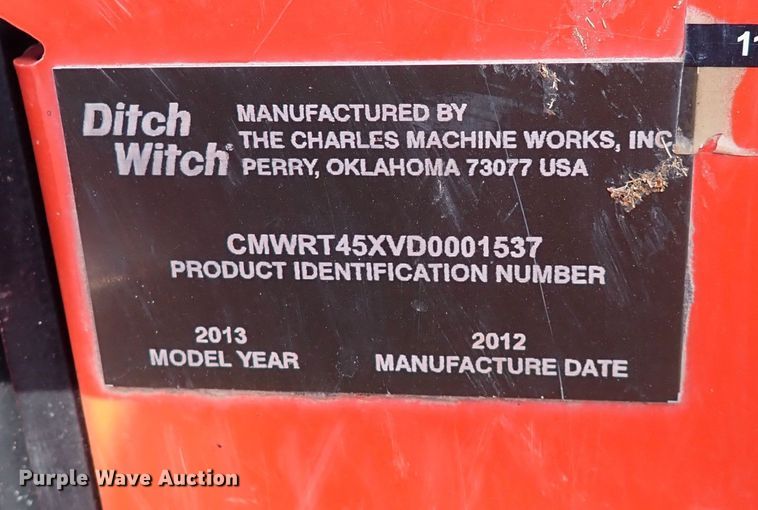 11
Ditch
Witch®
MANUFACTURED BY
THE CHARLES MACHINE WORKS, INC
PERRY, OKLAHOMA 73077 USA
CMWRT45XVD0001537
PRODUCT IDENTIFICATION NUMBER
2013
MODEL YEAR
2012
MANUFACTURE DATE
Purple Wave Auction